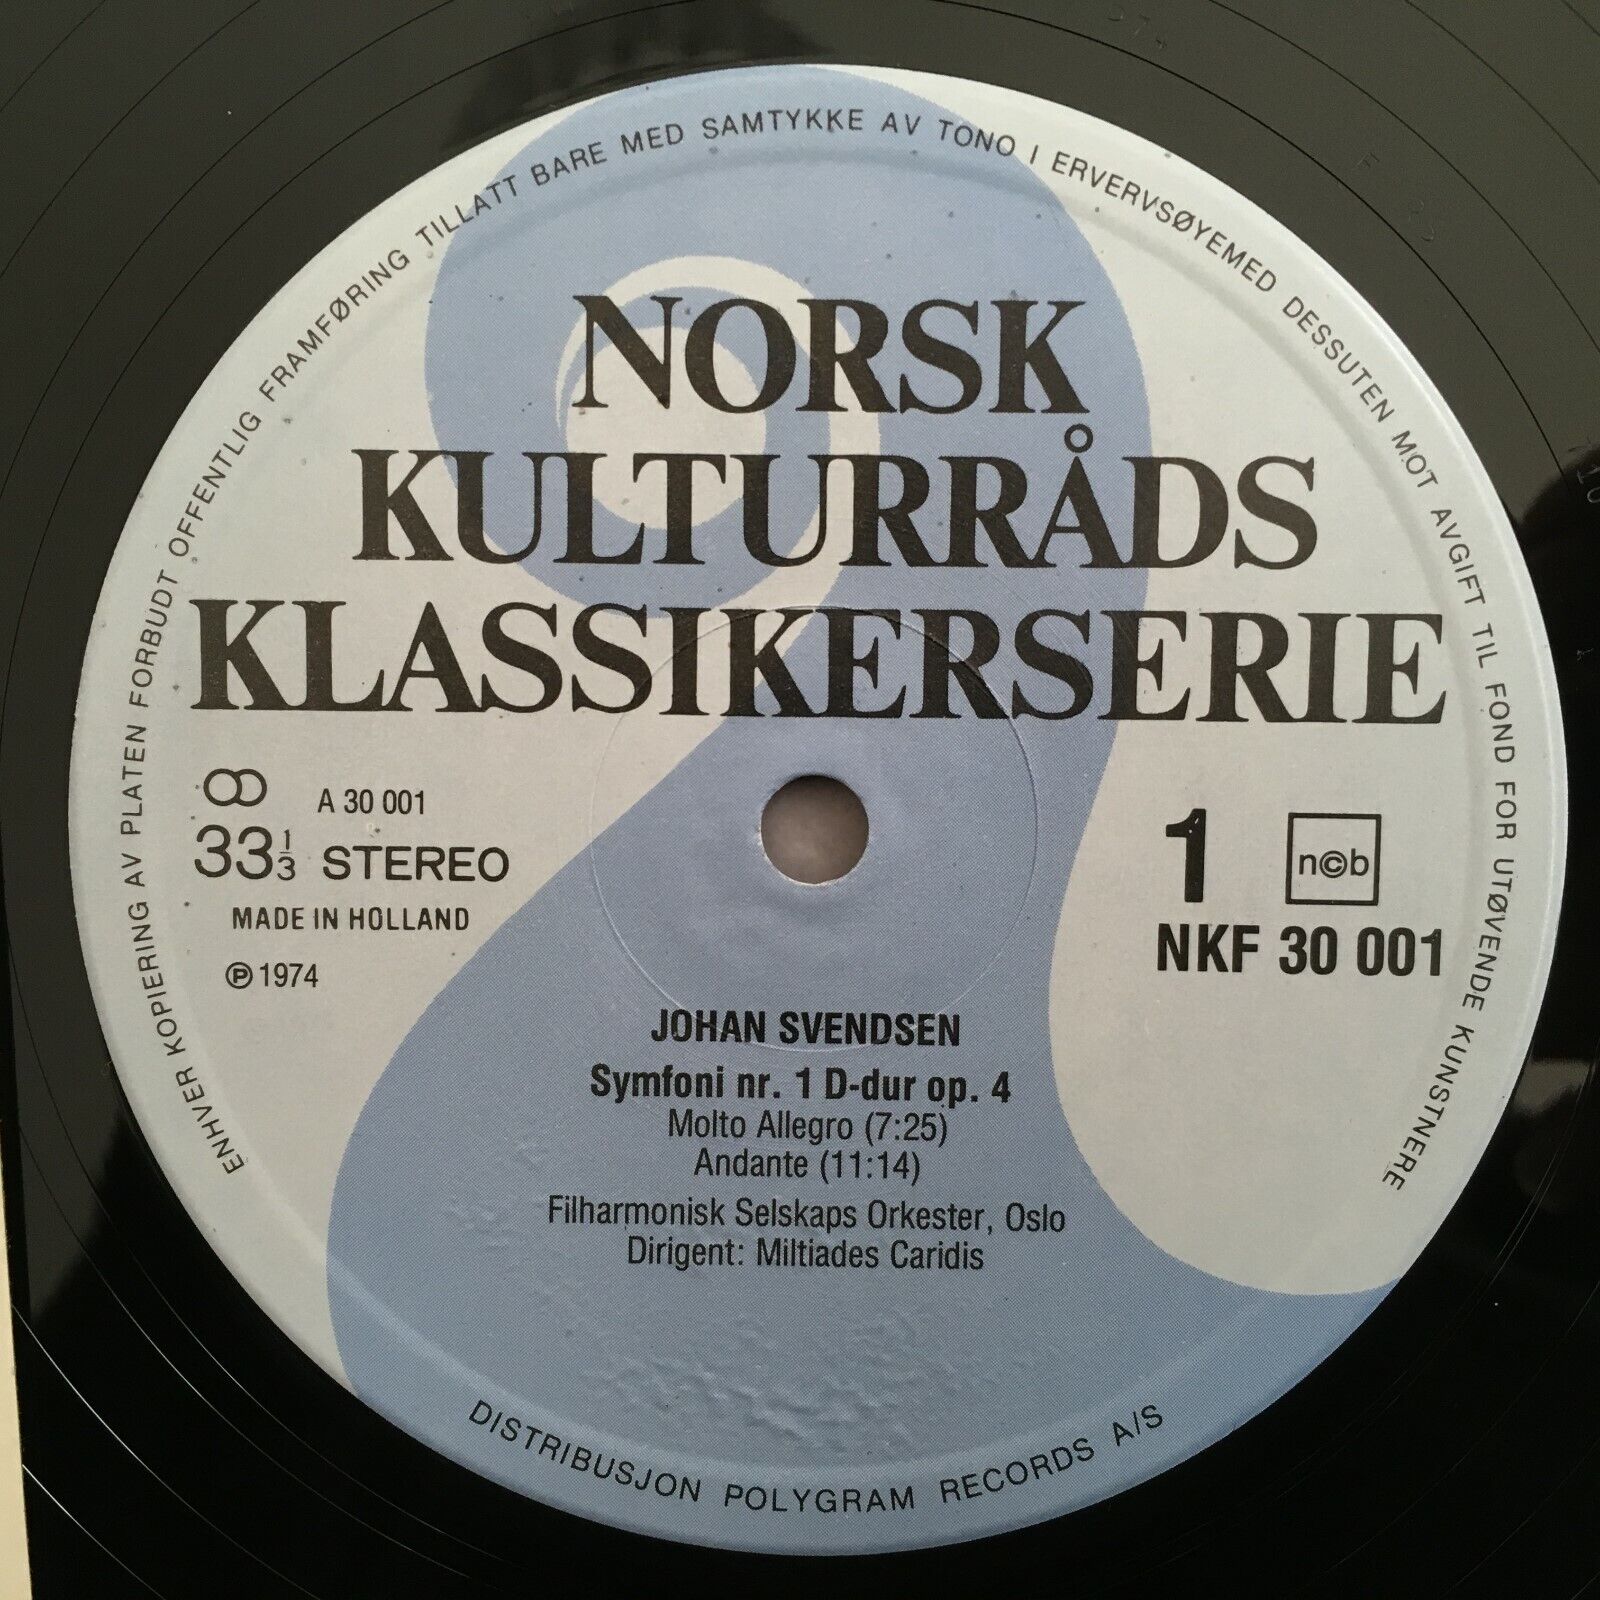 ENHVER KOPIERING AV PLATEN FORBUDT OFFENTLIG FRAMFØRING TILLATT BARE MED SAMTYKKE AV TONO I ERVERVSØYEMED DESSUTEN MOT AVGIFT TIL FOND FOR UTØVENDE KUNSTNERE
NORSK
KULTURRÅDS
KLASSIKERSERIE
A 30 001
33⅓ STEREO
MADE IN HOLLAND
℗ 1974
1
n©b
NKF 30 001
JOHAN SVENDSEN
Symfoni nr. 1 D-dur op. 4
Molto Allegro (7:25)
Andante (11:14)
Filharmonisk Selskaps Orkester, Oslo
Dirigent: Miltiades Caridis
DISTRIBUSJON POLYGRAM RECORDS A/S